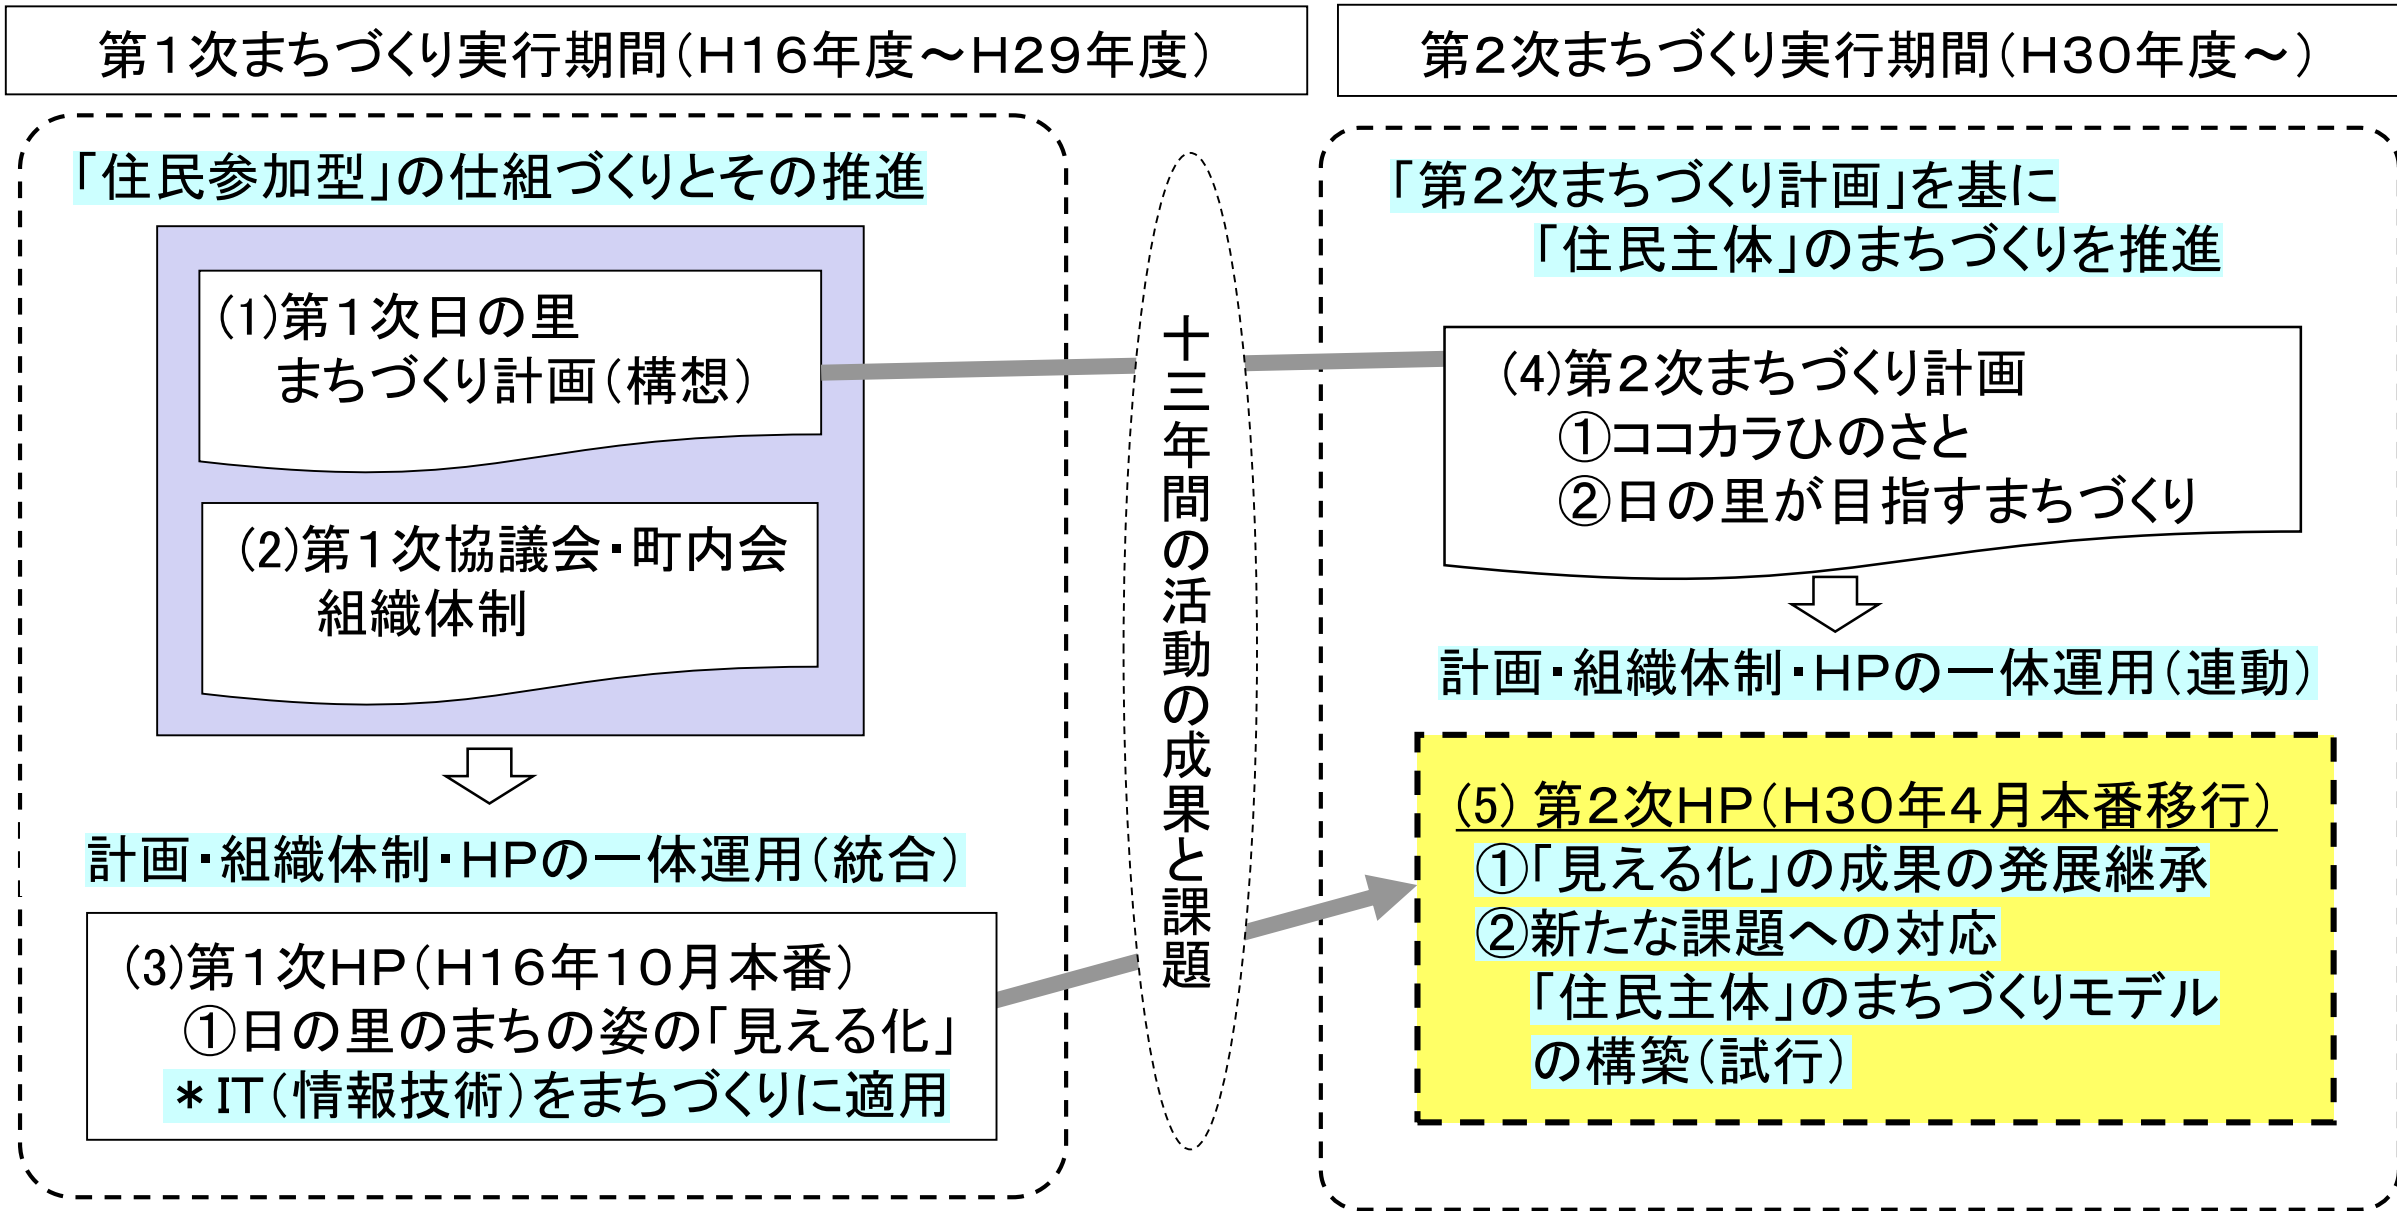 第１次まちづくり実行期間（H１６年度～H２９年度）
「住民参加型」の仕組づくりとその推進
(1)第１次日の里
まちづくり計画（構想）
(2)第１次協議会・町内会
組織体制
計画・組織体制・HPの一体運用（統合）
(3)第１次HP（H１６年１０月本番）
①日の里のまちの姿の「見える化」
＊IT（情報技術）をまちづくりに適用
十三年間の活動の成果と課題
第２次まちづくり実行期間（H３０年度～）
「第２次まちづくり計画」を基に
「住民主体」のまちづくりを推進
(4)第２次まちづくり計画
①ココカラひのさと
②日の里が目指すまちづくり
計画・組織体制・HPの一体運用（連動）
(5) 第２次HP（H３０年４月本番移行）
①「見える化」の成果の発展継承
②新たな課題への対応
「住民主体」のまちづくりモデル
の構築（試行）